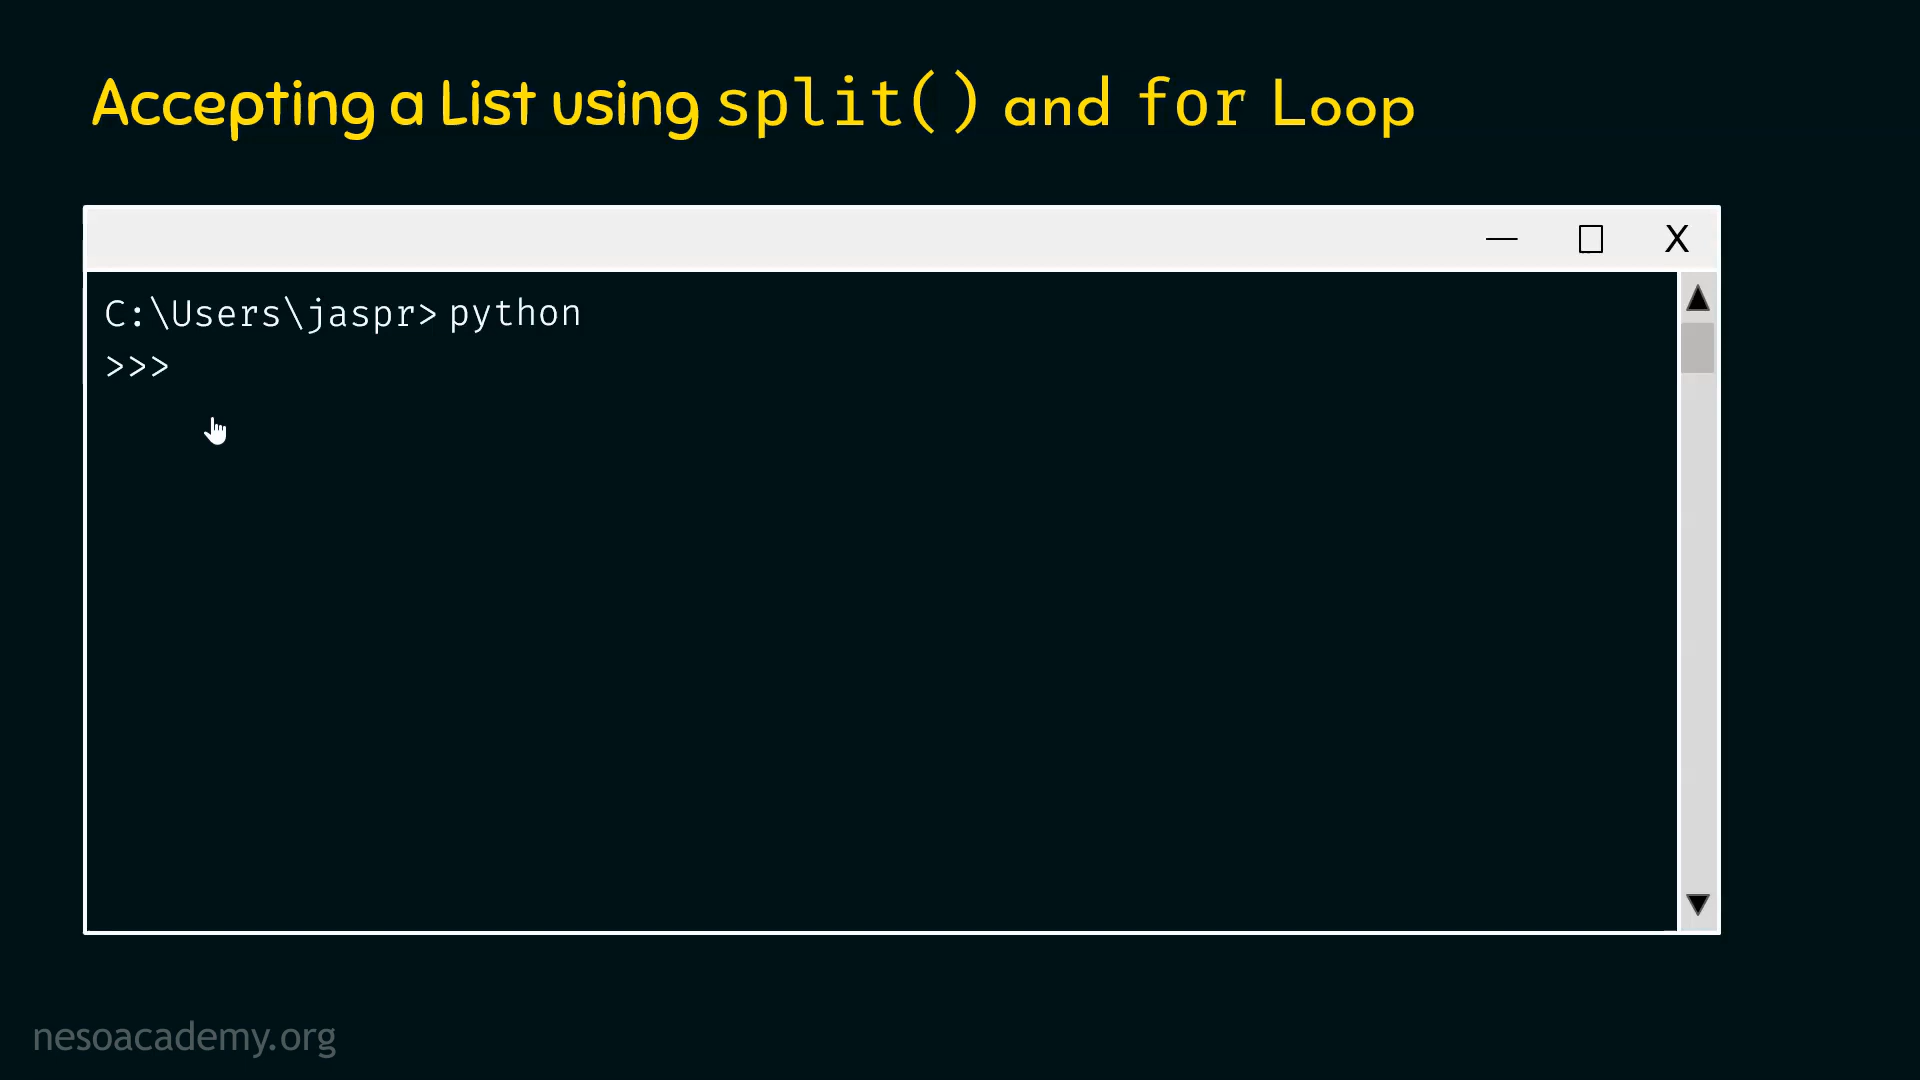 Accepting a List using split() and for Loop
X
C:\Users\jaspr> python
>>>
nesoacademy.org